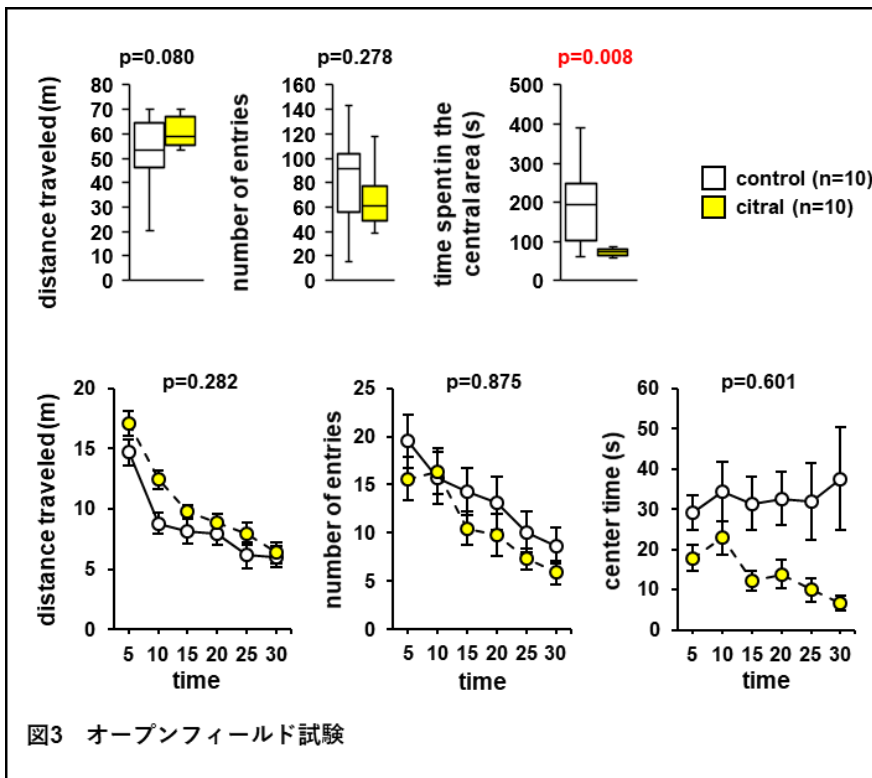 p=0.080
p=0.278
p=0.008
distance traveled (m)
80
70
60
50
40
30
20
10
0
number of entries
160
140
120
100
80
60
40
20
0
time spent in the
central area (s)
500
400
300
200
100
0
control (n=10)
citral (n=10)
p=0.282
distance traveled (m)
20
15
10
5
0
5 10 15 20 25 30
time
p=0.875
number of entries
25
20
15
10
5
0
5 10 15 20 25 30
time
p=0.601
center time (s)
60
50
40
30
20
10
0
5 10 15 20 25 30
time
図3 オープンフィールド試験